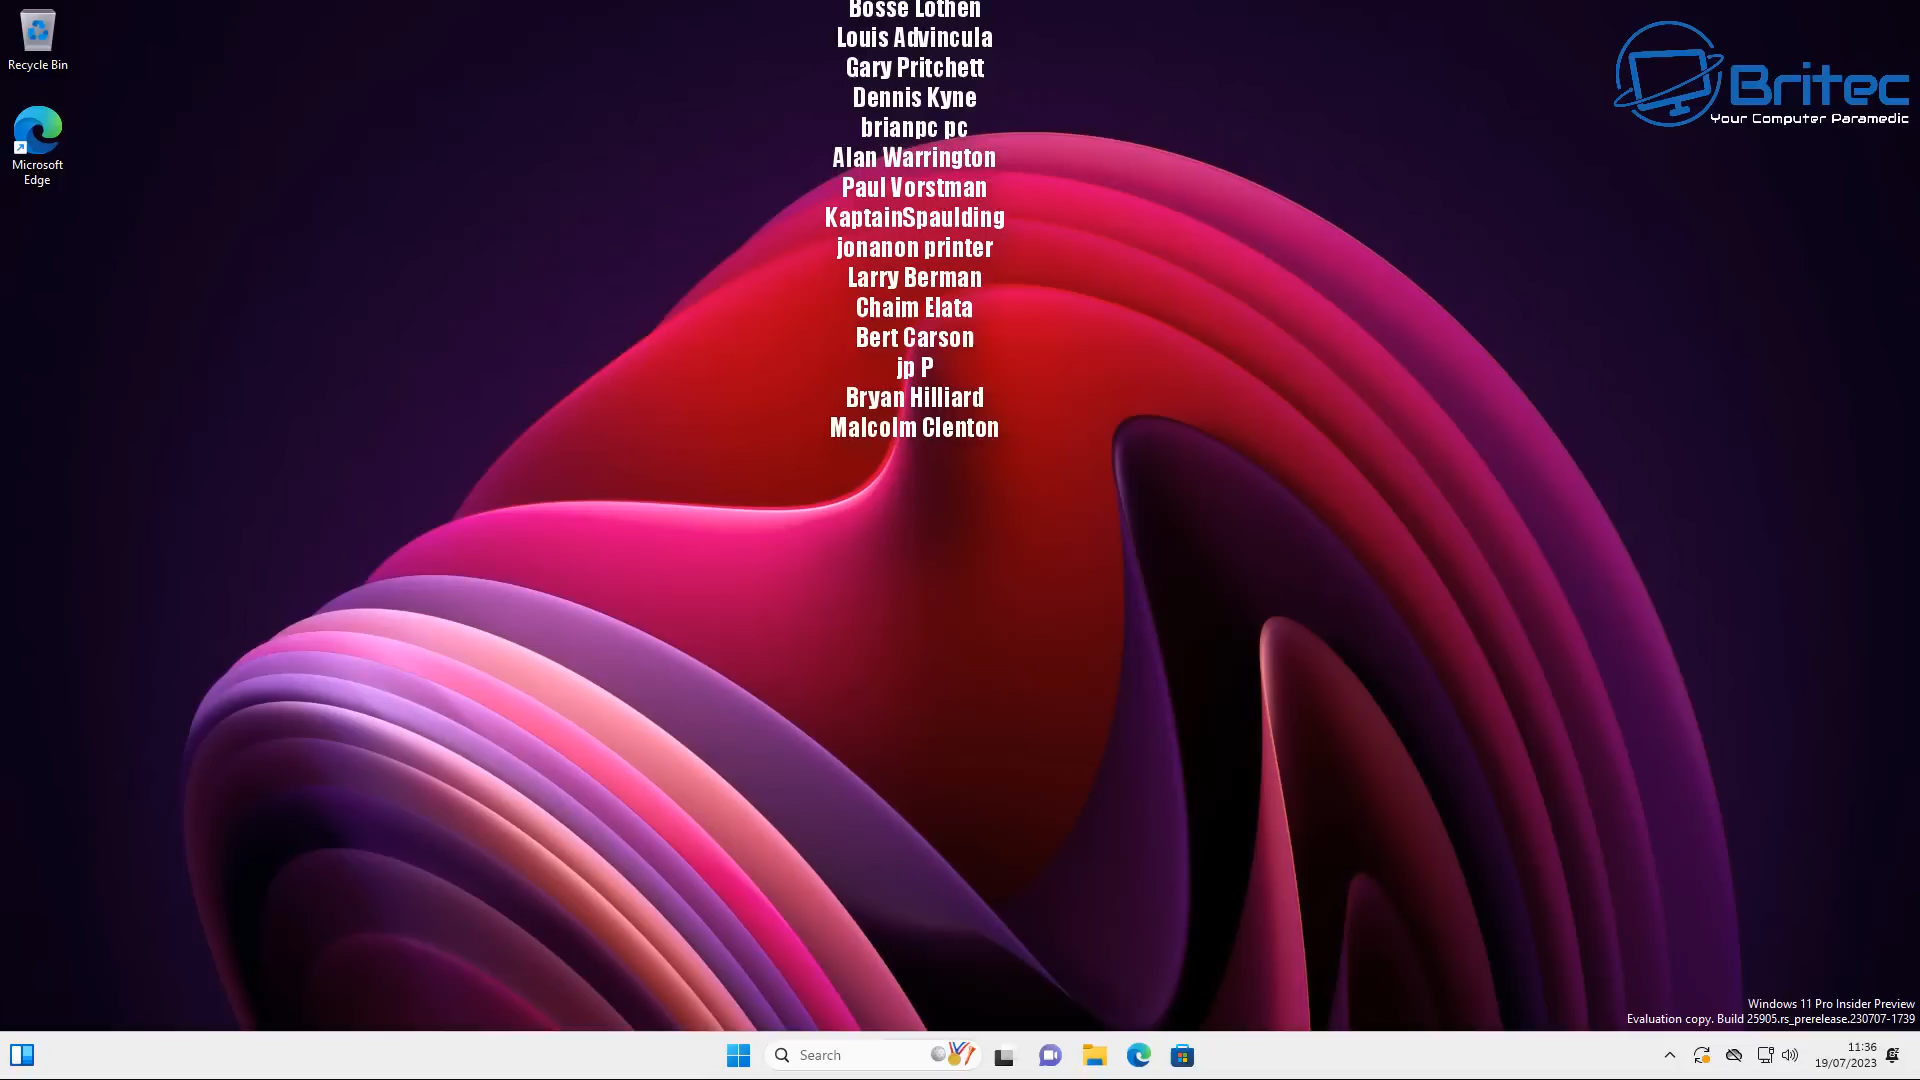 Bosse Lothen
Louis Advincula
Gary Pritchett
Dennis Kyne
brianpc pc
Alan Warrington
Paul Vorstman
KaptainSpaulding
jonanon printer
Larry Berman
Chaim Elata
Bert Carson
jp P
Bryan Hilliard
Malcolm Clenton
Recycle Bin
Microsoft
Edge
Britec
Your Computer Paramedic
Windows 11 Pro Insider Preview
Evaluation copy. Build 25905.rs_prerelease.230707-1739
Search
11:36
19/07/2023